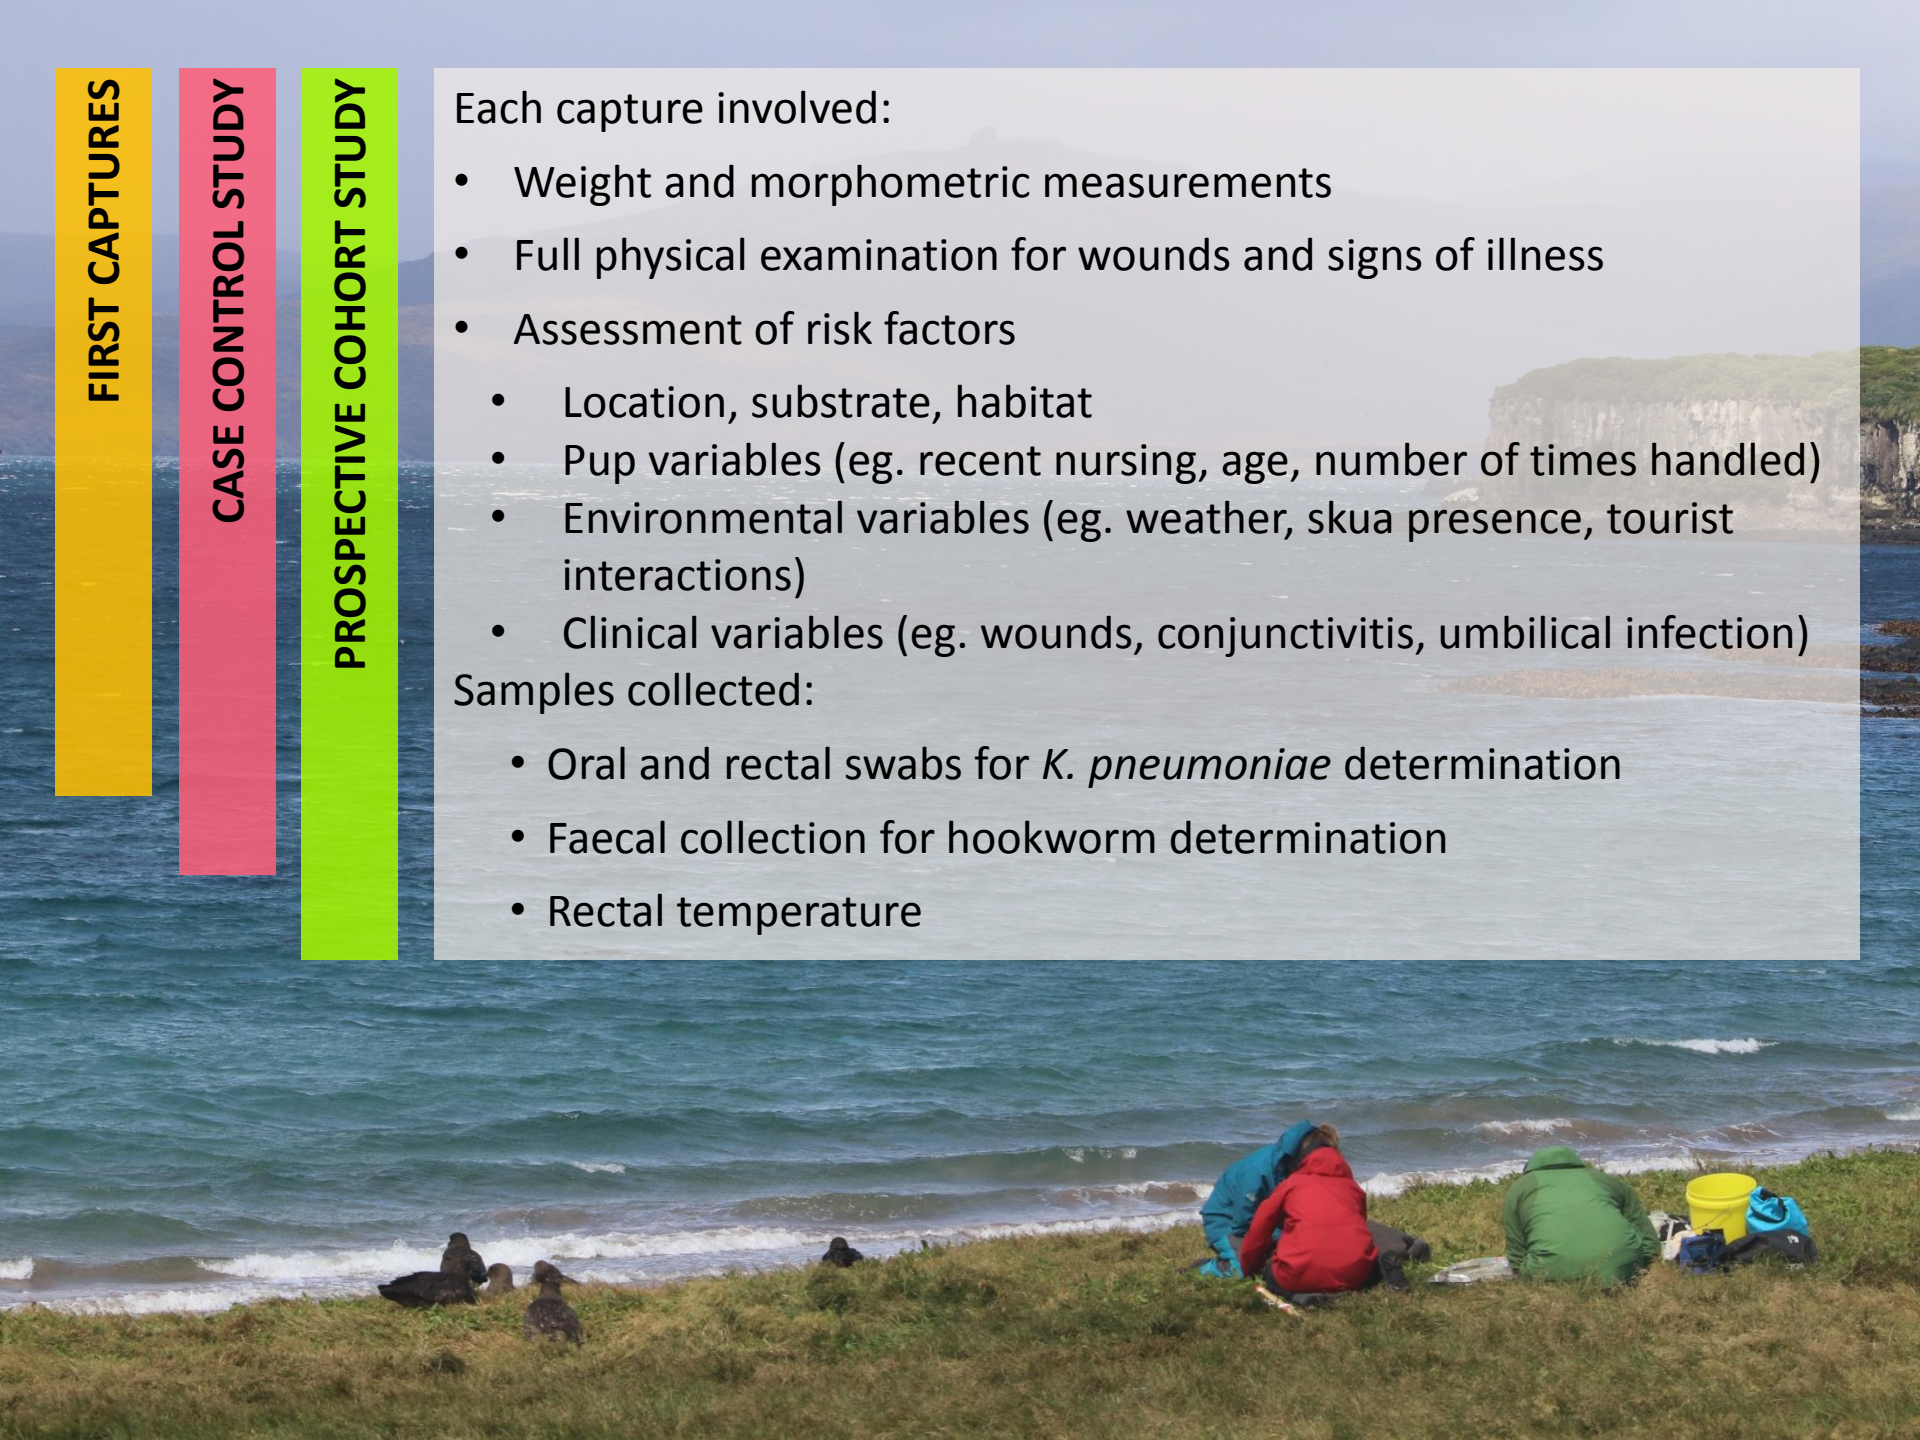 FIRST CAPTURES
CASE CONTROL STUDY
PROSPECTIVE COHORT STUDY
Each capture involved:
• Weight and morphometric measurements
• Full physical examination for wounds and signs of illness
• Assessment of risk factors
• Location, substrate, habitat
• Pup variables (eg. recent nursing, age, number of times handled)
• Environmental variables (eg. weather, skua presence, tourist
interactions)
• Clinical variables (eg. wounds, conjunctivitis, umbilical infection)
Samples collected:
• Oral and rectal swabs for K. pneumoniae determination
• Faecal collection for hookworm determination
• Rectal temperature